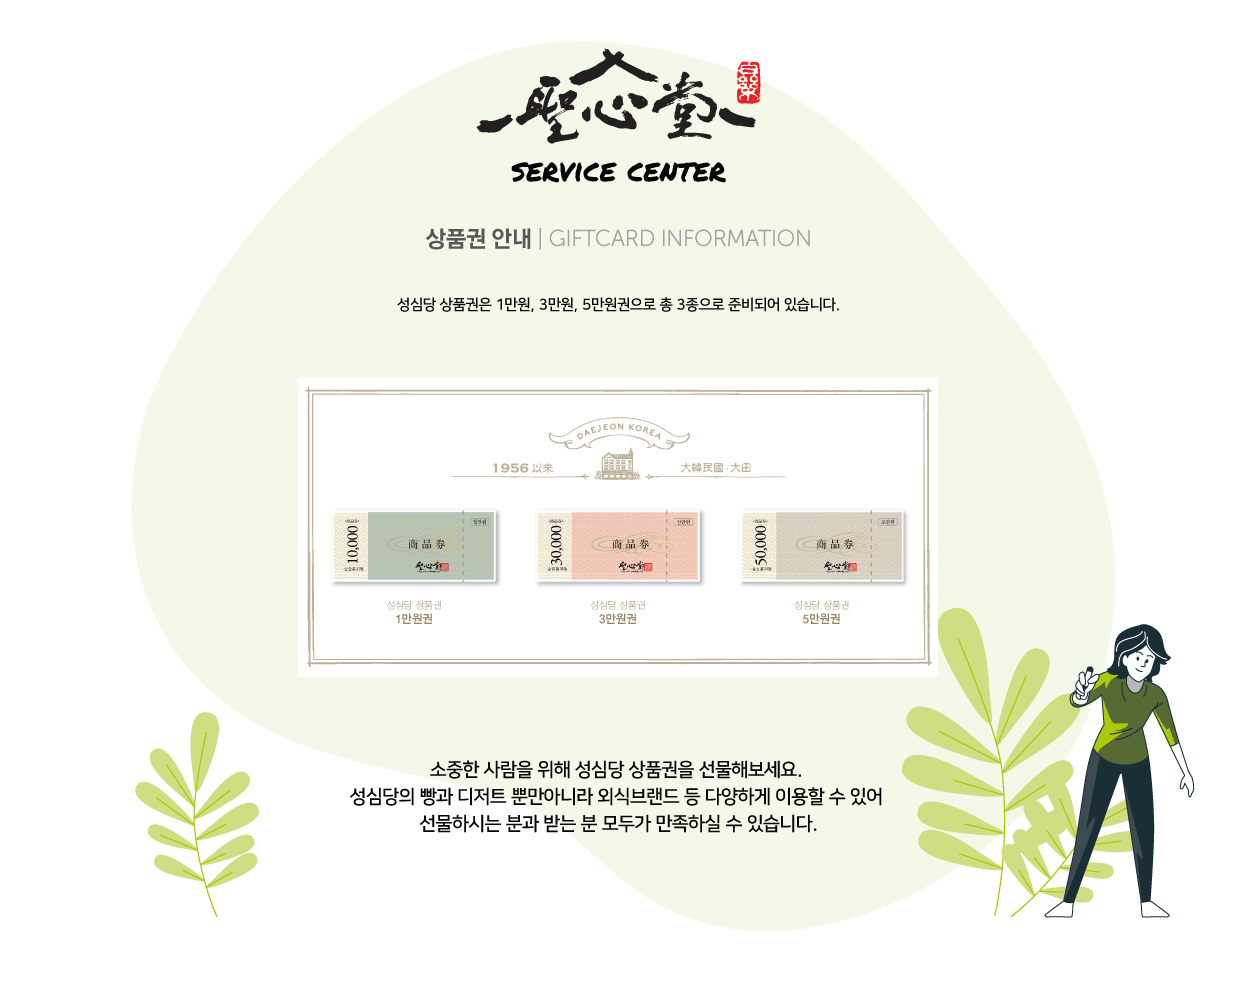 聖心堂
SERVICE CENTER
상품권 안내 | GIFTCARD INFORMATION
성심당 상품권은 1만원, 3만원, 5만원권으로 총 3종으로 준비되어 있습니다.
DAEJEON KOREA
1956 以來 大韓民國 · 大田
10,000 商品券 聖心堂
30,000 商品券 聖心堂
50,000 商品券 聖心堂
성심당 상품권 성심당 상품권 성심당 상품권
1만원권 3만원권 5만원권
소중한 사람을 위해 성심당 상품권을 선물해보세요.
성심당의 빵과 디저트 뿐만아니라 외식브랜드 등 다양하게 이용할 수 있어
선물하시는 분과 받는 분 모두가 만족하실 수 있습니다.